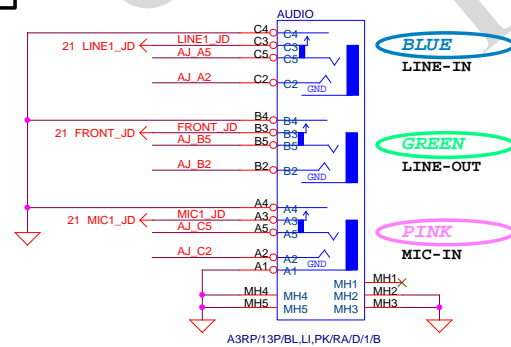 AUDIO
C4 C4
LINE1_JD C3 C3
21 LINE1_JD
AJ_A5 C5 C5
AJ_A2 C2 C2
GND
BLUE
LINE-IN
B4 B4
FRONT_JD B3 B3
21 FRONT_JD
AJ_B5 B5 B5
AJ_B2 B2 B2
GND
GREEN
LINE-OUT
A4 A4
MIC1_JD A3 A3
21 MIC1_JD
AJ_C5 A5 A5
AJ_C2 A2 A2
A1 A1
GND
PINK
MIC-IN
MH1 MH1
MH4 MH4 MH2 MH2
MH5 MH5 MH3 MH3
A3RP/13P/BL,LI,PK/RA/D/1/B